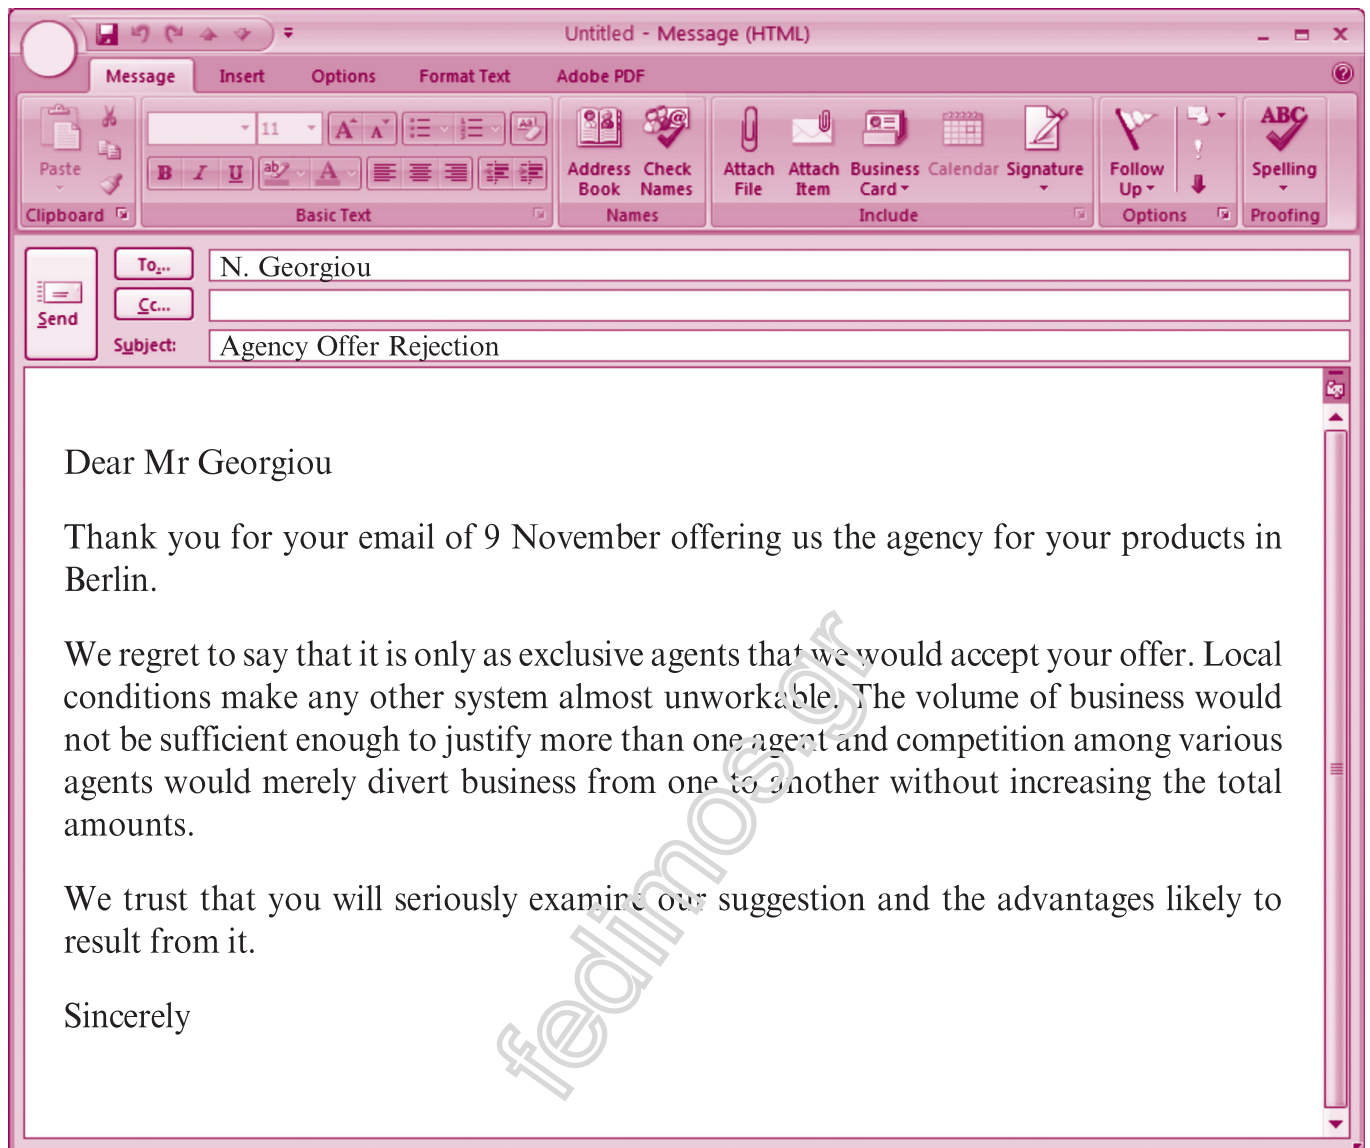 Untitled - Message (HTML)
Message Insert Options Format Text Adobe PDF
11
Paste
B I U
Address Book
Check Names
Attach File
Attach Item
Business Card
Calendar
Signature
Follow Up
ABC
Spelling
Clipboard Basic Text Names Include Options Proofing
Send
To... N. Georgiou
Cc...
Subject: Agency Offer Rejection
Dear Mr Georgiou
Thank you for your email of 9 November offering us the agency for your products in
Berlin.
We regret to say that it is only as exclusive agents that we would accept your offer. Local
conditions make any other system almost unworkable. The volume of business would
not be sufficient enough to justify more than one agent and competition among various
agents would merely divert business from one to another without increasing the total
amounts.
We trust that you will seriously examine our suggestion and the advantages likely to
result from it.
Sincerely
fedimos.gr